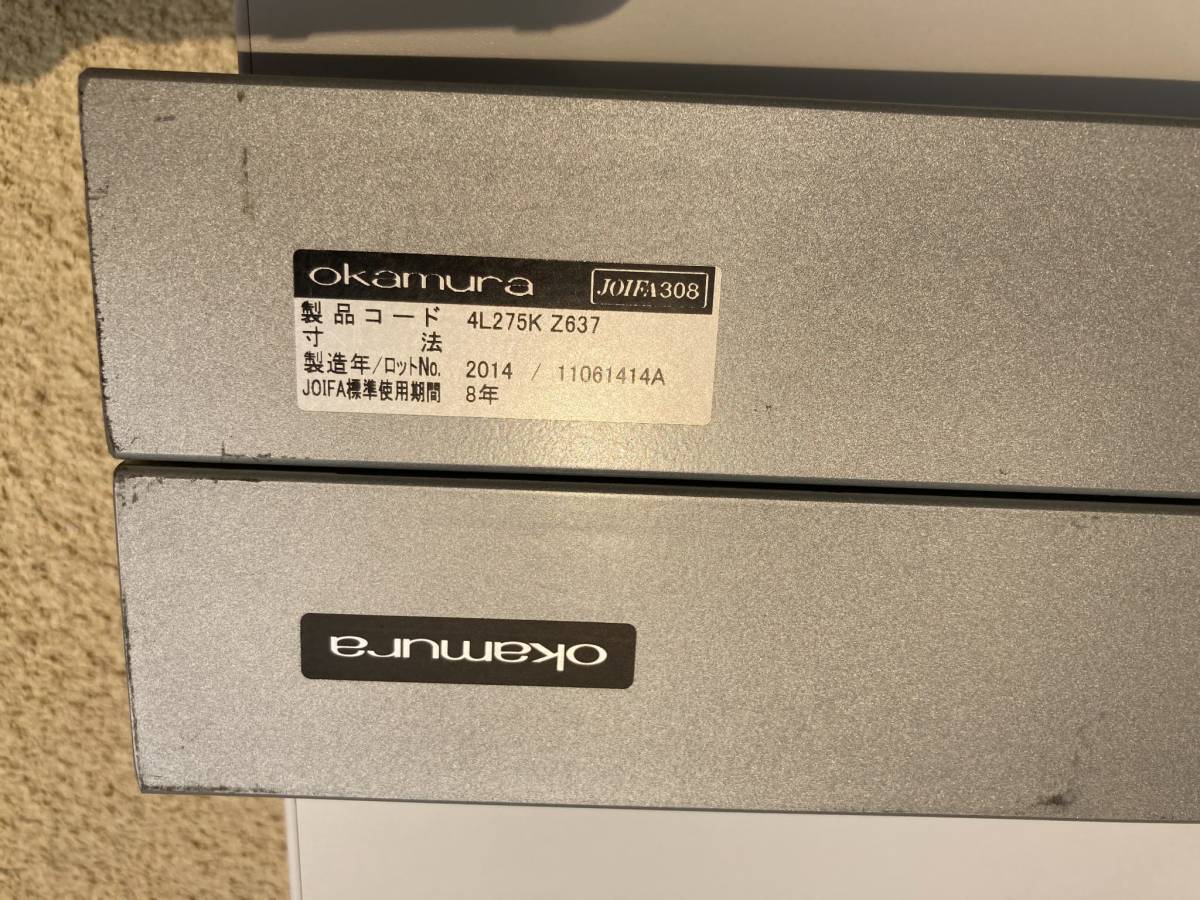 okamura JOIFA308
製品コード 4L275K Z637
寸法
製造年/ロットNo. 2014 / 11061414A
JOIFA標準使用期間 8年
okamura